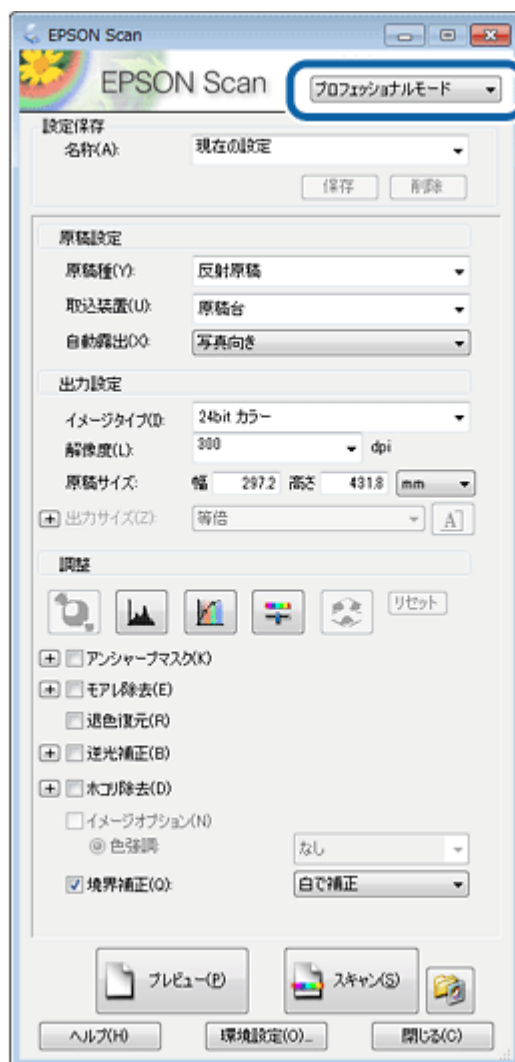 EPSON Scan
EPSON Scan
プロフェッショナルモード
設定保存
名称(A):
現在の設定
保存 削除
原稿設定
原稿種(Y): 反射原稿
取込装置(U): 原稿台
自動露出(X): 写真向き
出力設定
イメージタイプ(I): 24bit カラー
解像度(L): 300 dpi
原稿サイズ: 幅 297.2 高さ 431.8 mm
出力サイズ(Z): 等倍 A
調整
リセット
アンシャープマスク(K)
モアレ除去(E)
退色復元(R)
逆光補正(B)
ホコリ除去(D)
イメージオプション(N)
色強調 なし
境界補正(Q): 白で補正
プレビュー(P) スキャン(S)
ヘルプ(H) 環境設定(O)... 閉じる(C)